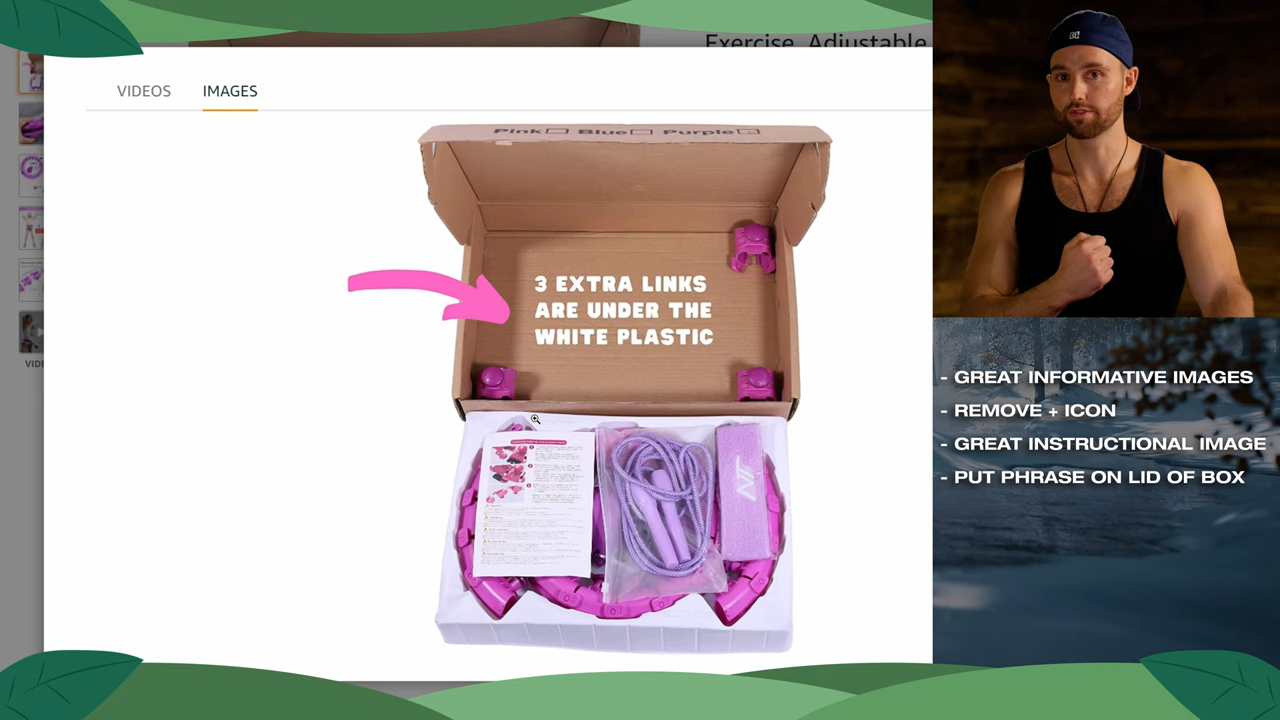 Exercise, Adjustable
VIDEOS
IMAGES
Pink Blue Purple
3 EXTRA LINKS
ARE UNDER THE
WHITE PLASTIC
- GREAT INFORMATIVE IMAGES
- REMOVE + ICON
- GREAT INSTRUCTIONAL IMAGE
- PUT PHRASE ON LID OF BOX